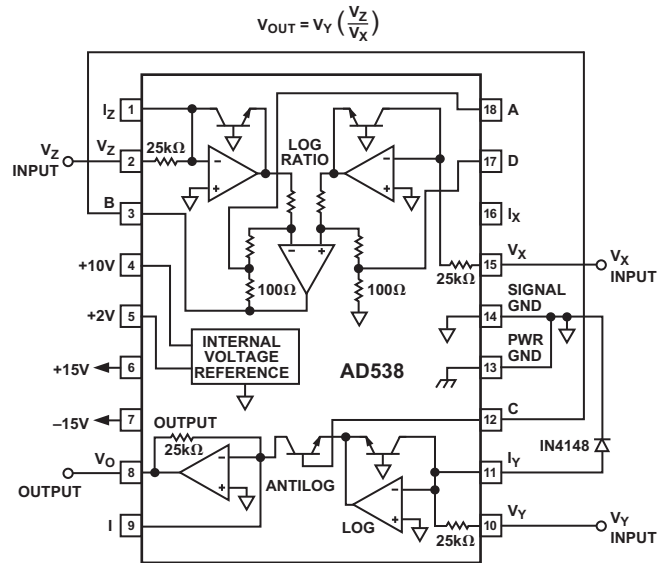 V_OUT = V_Y (V_Z / V_X)
I_Z 1
V_Z INPUT
V_Z 2
25kΩ
B 3
+10V 4
+2V 5
+15V 6
–15V 7
V_O 8
OUTPUT
I 9
LOG RATIO
100Ω
100Ω
INTERNAL VOLTAGE REFERENCE
AD538
OUTPUT
25kΩ
ANTILOG
LOG
25kΩ
25kΩ
18 A
17 D
16 I_X
15 V_X
V_X INPUT
SIGNAL GND
14
PWR GND
13
12 C
IN4148
11 I_Y
10 V_Y
V_Y INPUT